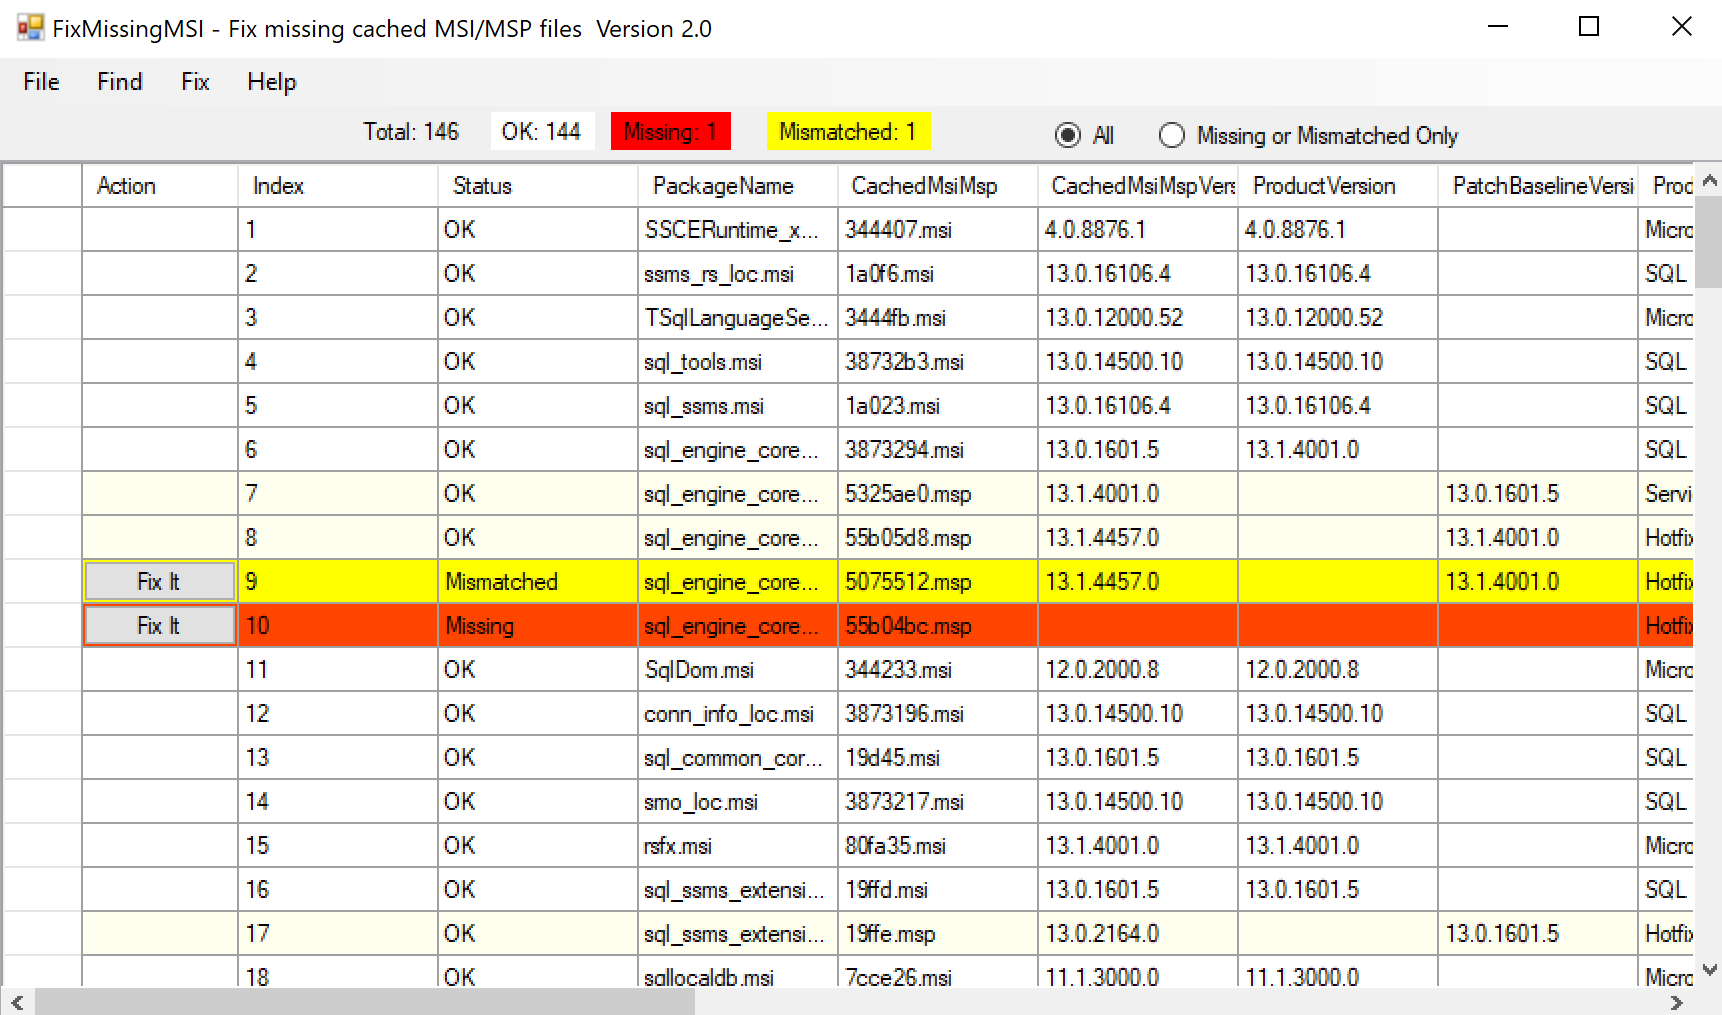 FixMissingMSI - Fix missing cached MSI/MSP files  Version 2.0
File Find Fix Help
Total: 146 OK: 144 Missing: 1 Mismatched: 1 All Missing or Mismatched Only
Action Index Status PackageName CachedMsiMsp CachedMsiMspVers ProductVersion PatchBaselineVersi Prod
1 OK SSCERuntime_x... 344407.msi 4.0.8876.1 4.0.8876.1 Micro
2 OK ssms_rs_loc.msi 1a0f6.msi 13.0.16106.4 13.0.16106.4 SQL
3 OK TSqlLanguageSe... 3444fb.msi 13.0.12000.52 13.0.12000.52 Micro
4 OK sql_tools.msi 38732b3.msi 13.0.14500.10 13.0.14500.10 SQL
5 OK sql_ssms.msi 1a023.msi 13.0.16106.4 13.0.16106.4 SQL
6 OK sql_engine_core... 3873294.msi 13.0.1601.5 13.1.4001.0 SQL
7 OK sql_engine_core... 5325ae0.msp 13.1.4001.0 13.0.1601.5 Servi
8 OK sql_engine_core... 55b05d8.msp 13.1.4457.0 13.1.4001.0 Hotfix
Fix It 9 Mismatched sql_engine_core... 5075512.msp 13.1.4457.0 13.1.4001.0 Hotfix
Fix It 10 Missing sql_engine_core... 55b04bc.msp Hotfix
11 OK SqlDom.msi 344233.msi 12.0.2000.8 12.0.2000.8 Micro
12 OK conn_info_loc.msi 3873196.msi 13.0.14500.10 13.0.14500.10 SQL
13 OK sql_common_cor... 19d45.msi 13.0.1601.5 13.0.1601.5 SQL
14 OK smo_loc.msi 3873217.msi 13.0.14500.10 13.0.14500.10 SQL
15 OK rsfx.msi 80fa35.msi 13.1.4001.0 13.1.4001.0 Micro
16 OK sql_ssms_extensi... 19ffd.msi 13.0.1601.5 13.0.1601.5 SQL
17 OK sql_ssms_extensi... 19ffe.msp 13.0.2164.0 13.0.1601.5 Hotfix
18 OK sqllocaldb.msi 7cce26.msi 11.1.3000.0 11.1.3000.0 Micro